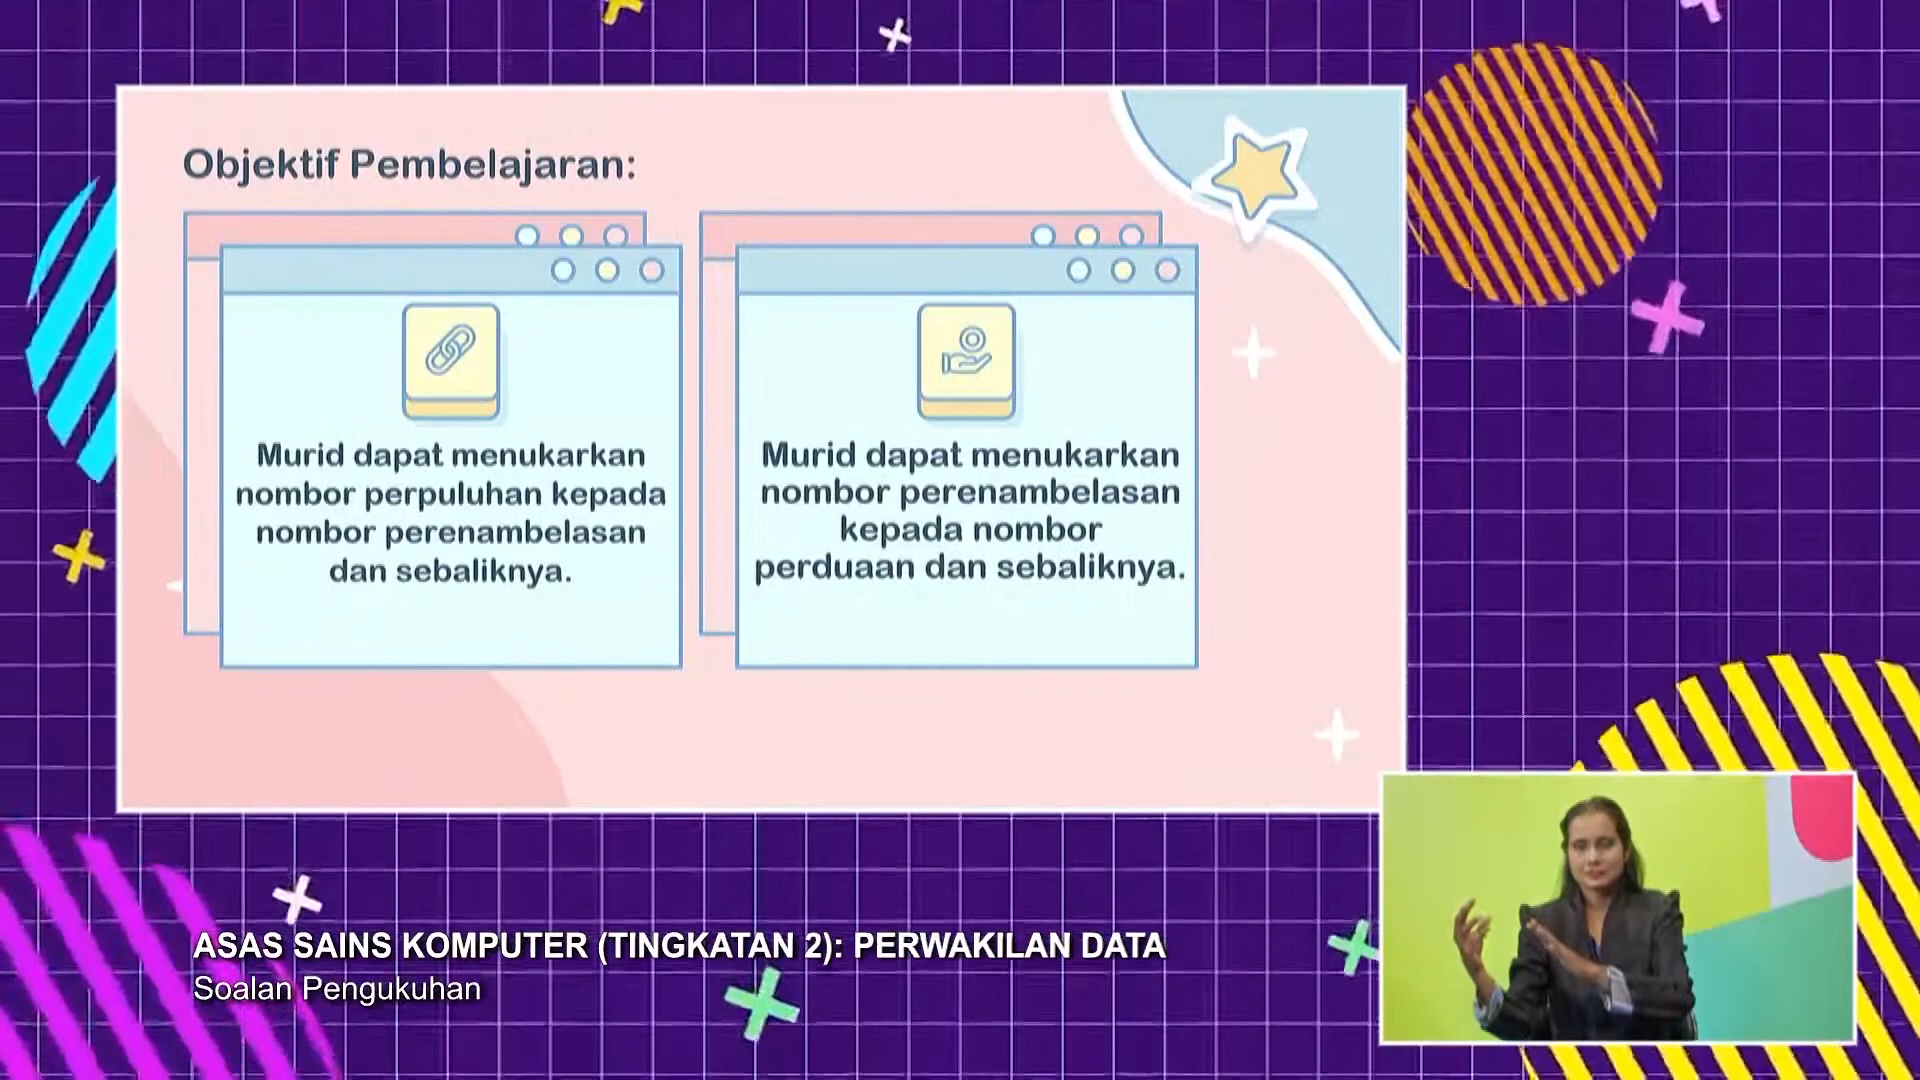 Objektif Pembelajaran:
Murid dapat menukarkan
nombor perpuluhan kepada
nombor perenambelasan
dan sebaliknya.
Murid dapat menukarkan
nombor perenambelasan
kepada nombor
perduaan dan sebaliknya.
ASAS SAINS KOMPUTER (TINGKATAN 2): PERWAKILAN DATA
Soalan Pengukuhan